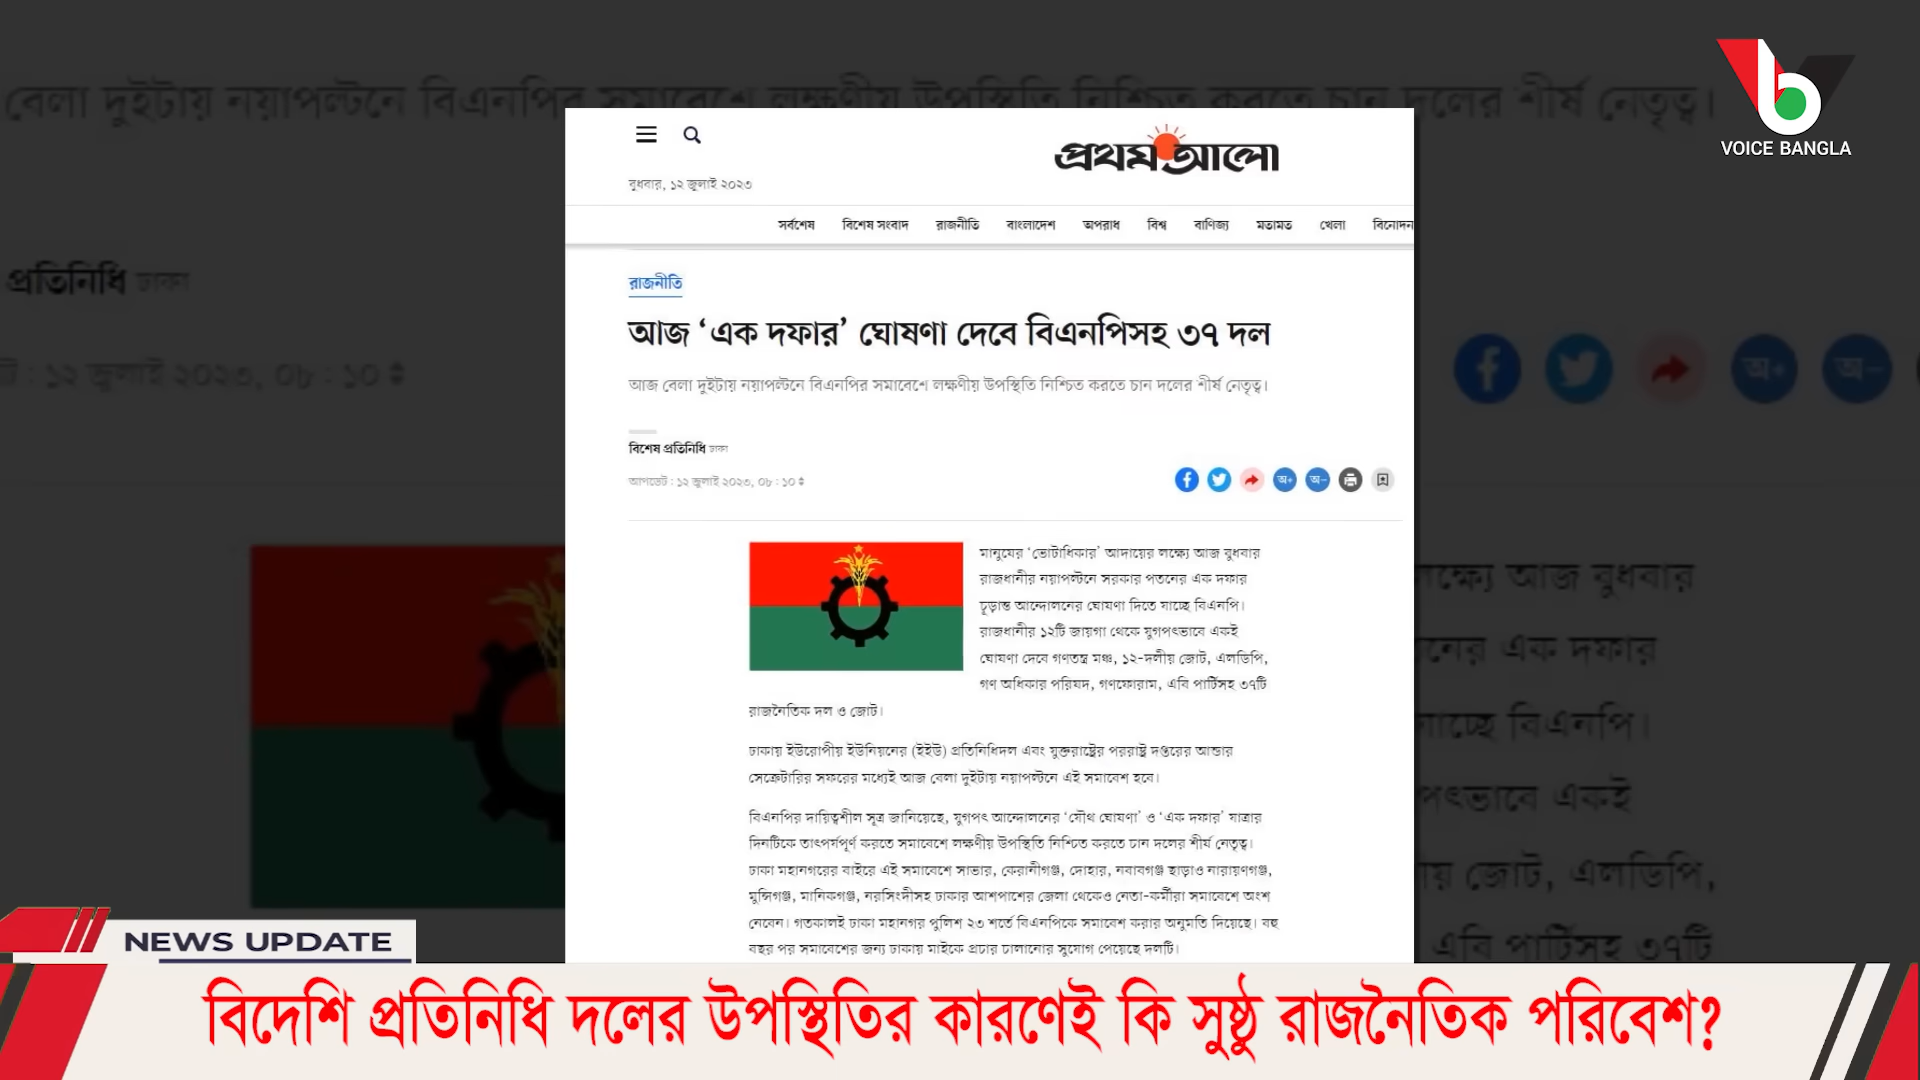 VOICE BANGLA
প্রথম আলো
বুধবার, ১২ জুলাই ২০২৩
সর্বশেষ বিশেষ সংবাদ রাজনীতি বাংলাদেশ অপরাধ বিশ্ব বাণিজ্য মতামত খেলা বিনোদন
রাজনীতি
আজ ‘এক দফার’ ঘোষণা দেবে বিএনপিসহ ৩৭ দল
আজ বেলা দুইটায় নয়াপল্টনে বিএনপির সমাবেশে লক্ষণীয় উপস্থিতি নিশ্চিত করতে চান দলের শীর্ষ নেতৃত্ব।
বিশেষ প্রতিনিধি ঢাকা
আপডেট : ১২ জুলাই ২০২৩, ০৮ : ১০
অ+ অ−
মানুষের ‘ভোটাধিকার’ আদায়ের লক্ষ্যে আজ বুধবার
রাজধানীর নয়াপল্টনে সরকার পতনের এক দফার
চূড়ান্ত আন্দোলনের ঘোষণা দিতে যাচ্ছে বিএনপি।
রাজধানীর ১২টি জায়গা থেকে যুগপৎভাবে একই
ঘোষণা দেবে গণতন্ত্র মঞ্চ, ১২-দলীয় জোট, এলডিপি,
গণ অধিকার পরিষদ, গণফোরাম, এবি পার্টিসহ ৩৭টি
রাজনৈতিক দল ও জোট।
ঢাকায় ইউরোপীয় ইউনিয়নের (ইইউ) প্রতিনিধিদল এবং যুক্তরাষ্ট্রের পররাষ্ট্র দপ্তরের আন্ডার
সেক্রেটারির সফরের মধ্যেই আজ বেলা দুইটায় নয়াপল্টনে এই সমাবেশ হবে।
বিএনপির দায়িত্বশীল সূত্র জানিয়েছে, যুগপৎ আন্দোলনের ‘যৌথ ঘোষণা’ ও ‘এক দফার’ যাত্রার
দিনটিকে তাৎপর্যপূর্ণ করতে সমাবেশে লক্ষণীয় উপস্থিতি নিশ্চিত করতে চান দলের শীর্ষ নেতৃত্ব।
ঢাকা মহানগরের বাইরে এই সমাবেশে সাভার, কেরানীগঞ্জ, দোহার, নবাবগঞ্জ ছাড়াও নারায়ণগঞ্জ,
মুন্সিগঞ্জ, মানিকগঞ্জ, নরসিংদীসহ ঢাকার আশপাশের জেলা থেকেও নেতা-কর্মীরা সমাবেশে অংশ
নেবেন। গতকালই ঢাকা মহানগর পুলিশ ২৩ শর্তে বিএনপিকে সমাবেশ করার অনুমতি দিয়েছে। বহু
বছর পর সমাবেশের জন্য ঢাকায় মাইকে প্রচার চালানোর সুযোগ পেয়েছে দলটি।
NEWS UPDATE
বিদেশি প্রতিনিধি দলের উপস্থিতির কারণেই কি সুষ্ঠু রাজনৈতিক পরিবেশ?